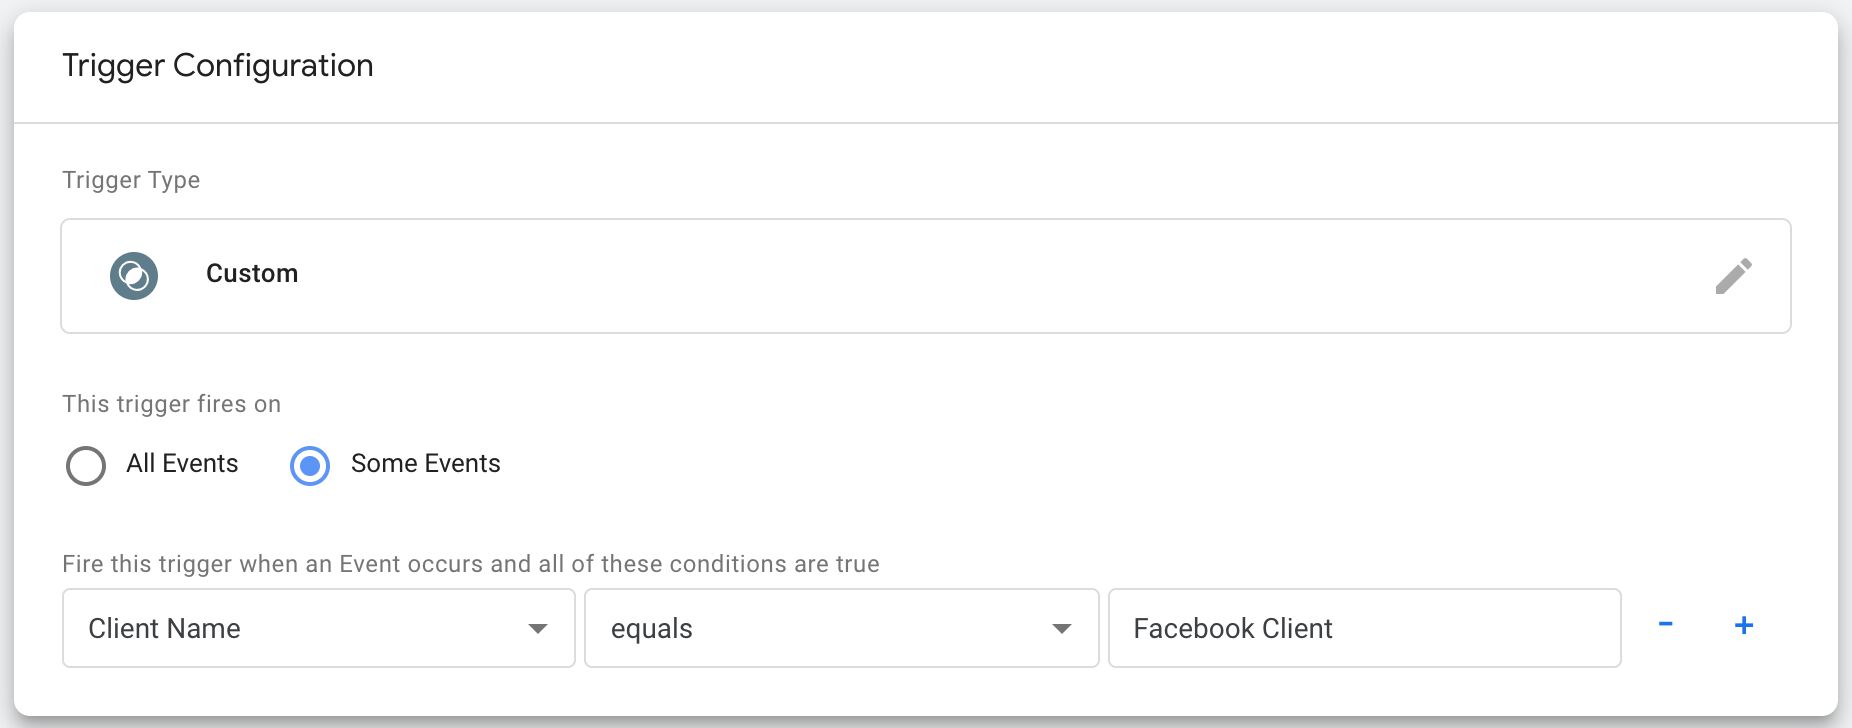 Trigger Configuration
Trigger Type
Custom
This trigger fires on
All Events Some Events
Fire this trigger when an Event occurs and all of these conditions are true
Client Name equals Facebook Client - +